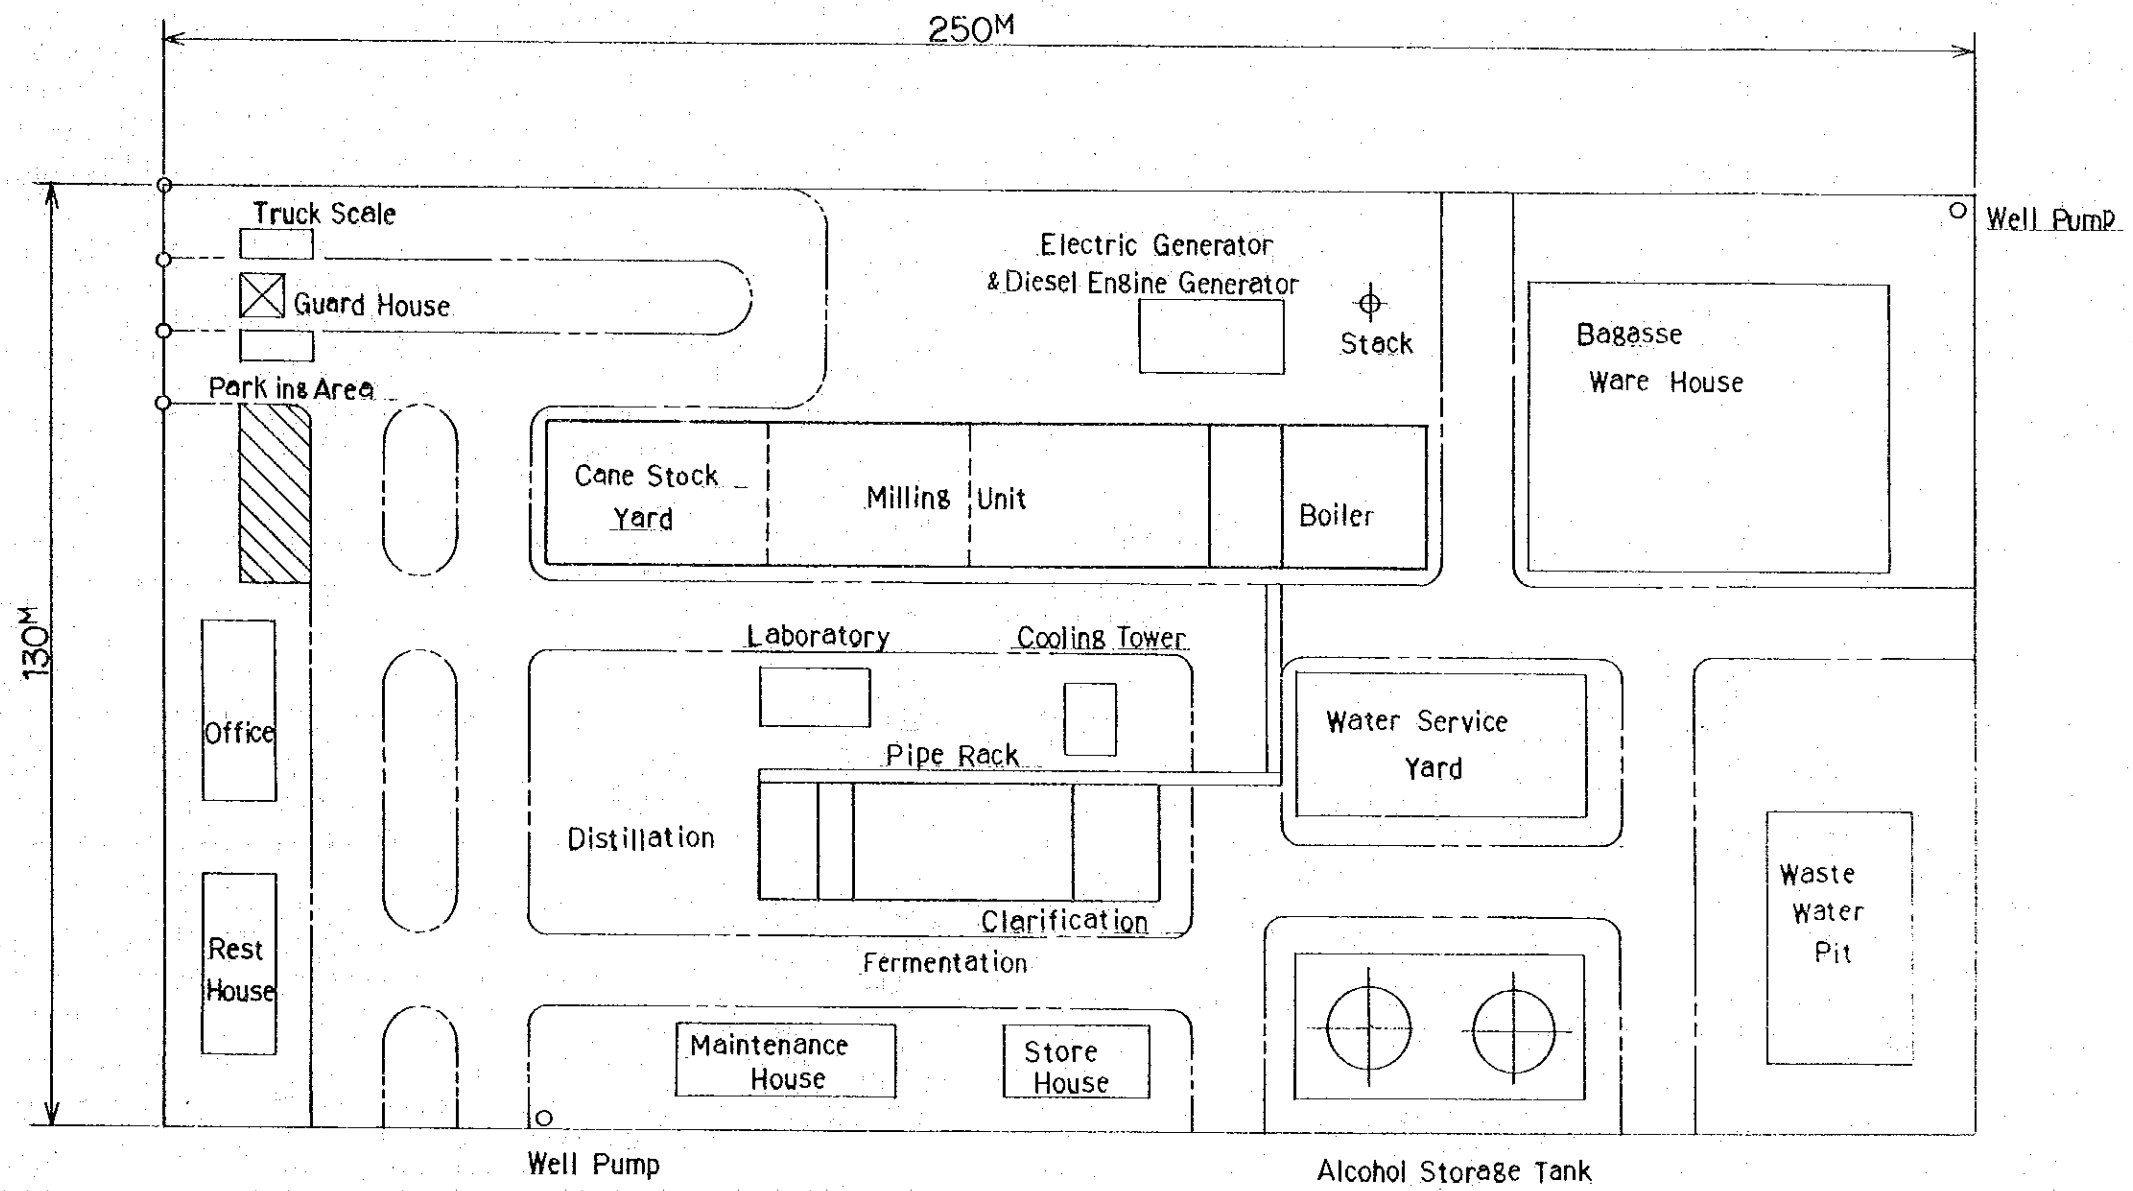 250M
Truck Scale
Well Pump
Electric Generator
& Diesel Engine Generator
Guard House
Stack
Bagasse
Ware House
Parking Area
Cane Stock
Yard
Milling Unit
Boiler
130M
Laboratory
Cooling Tower
Office
Water Service
Yard
Pipe Rack
Distillation
Waste
Water
Pit
Clarification
Rest
House
Fermentation
Maintenance
House
Store
House
Well Pump
Alcohol Storage Tank